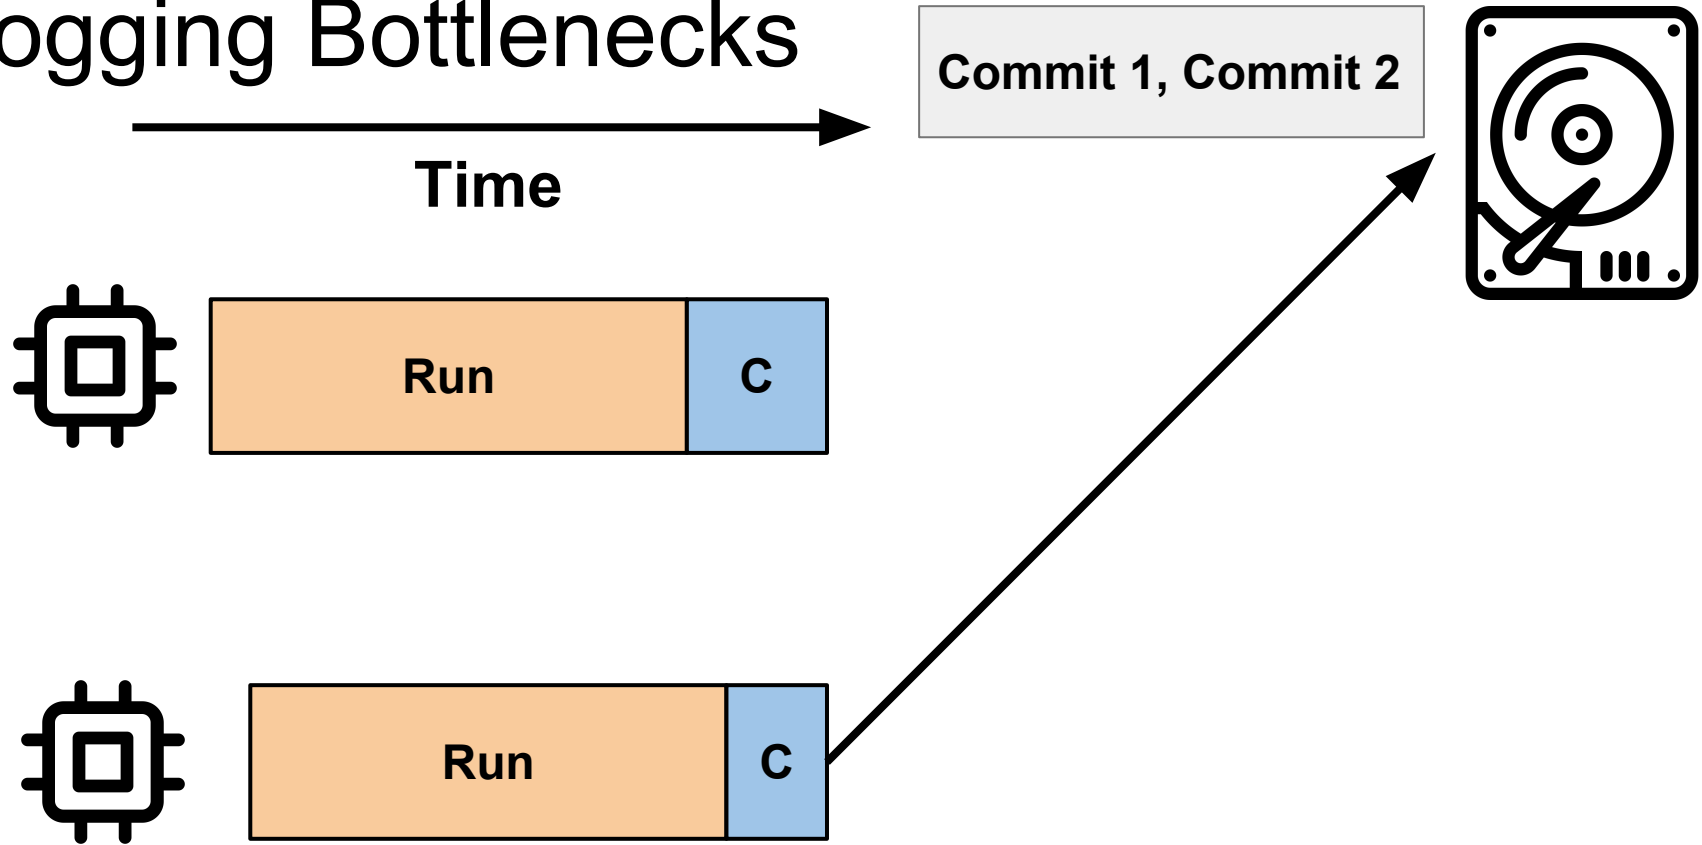 ogging Bottlenecks
Commit 1, Commit 2
Time
Run C
Run C